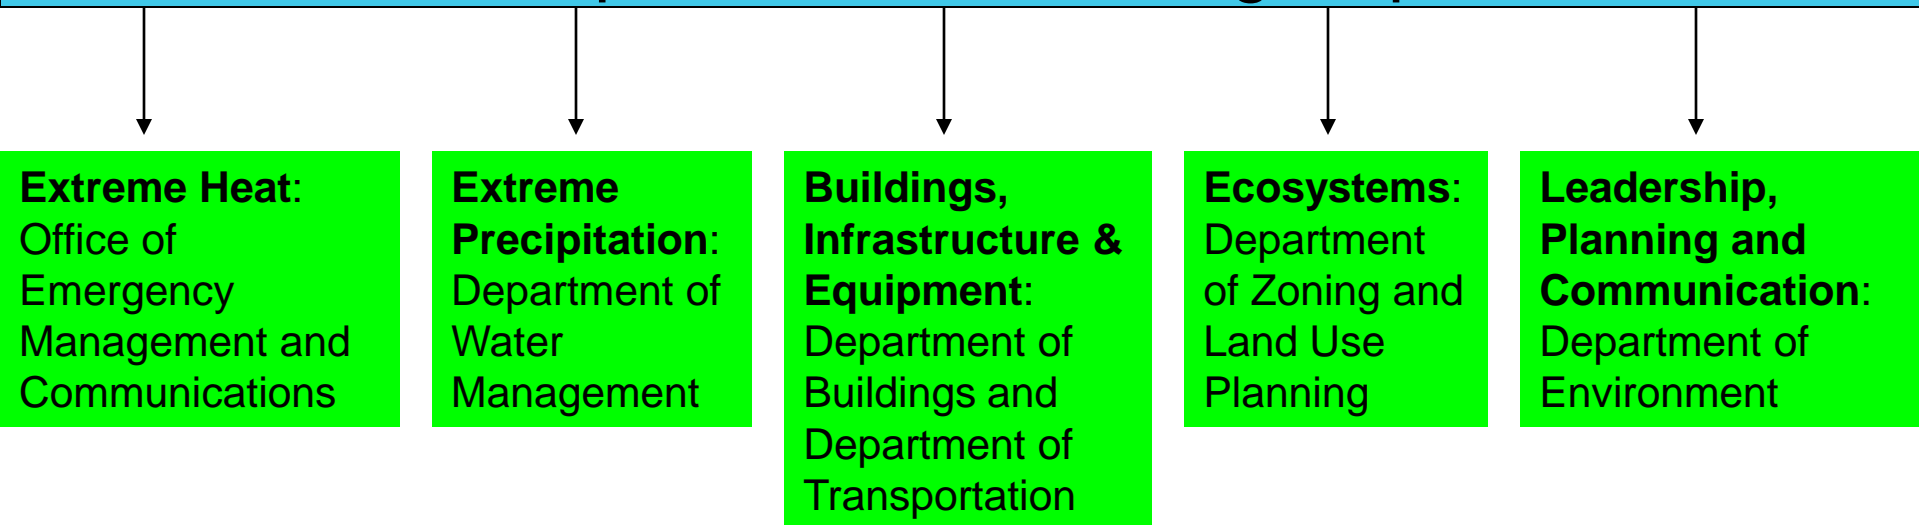 Extreme Heat:
Office of
Emergency
Management and
Communications
Extreme
Precipitation:
Department of
Water
Management
Buildings,
Infrastructure &
Equipment:
Department of
Buildings and
Department of
Transportation
Ecosystems:
Department
of Zoning and
Land Use
Planning
Leadership,
Planning and
Communication:
Department of
Environment